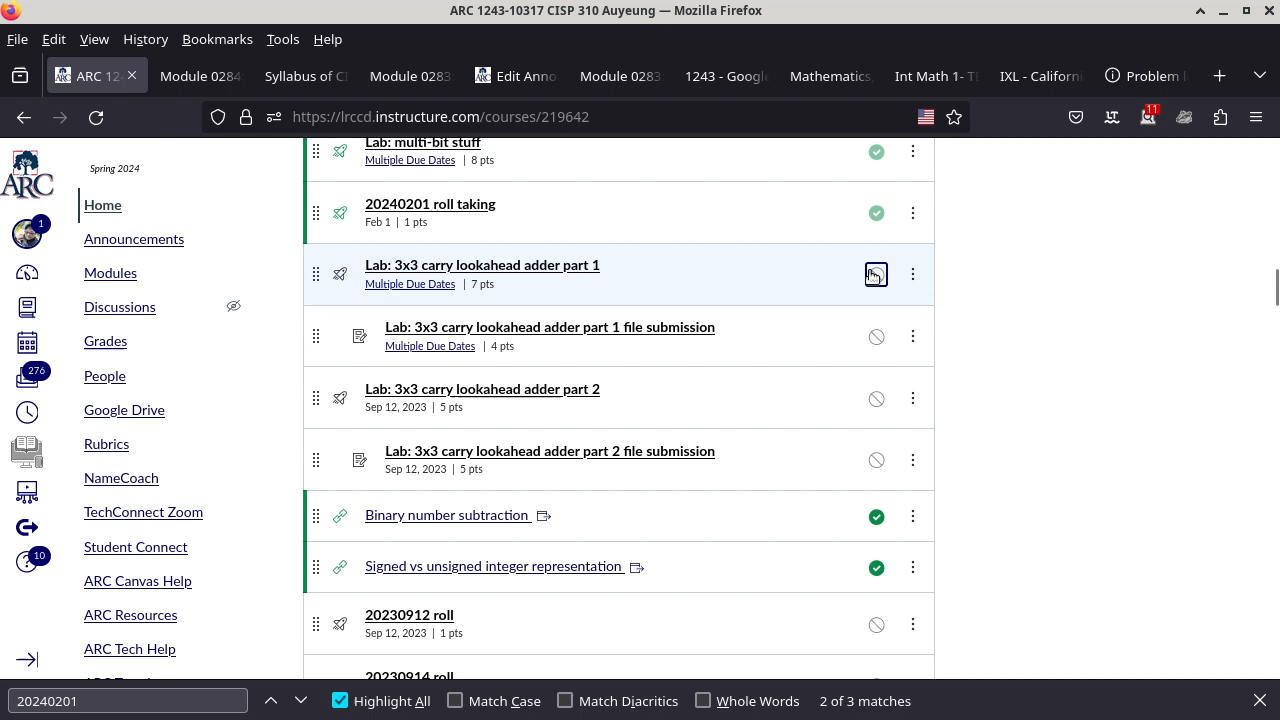 ARC 1243-10317 CISP 310 Auyeung — Mozilla Firefox
File Edit View History Bookmarks Tools Help
ARC 12 Module 0284 Syllabus of C Module 0283 Edit Anno Module 0283 1243 - Google Mathematics, Int Math 1- T IXL - Californ Problem
https://lrccd.instructure.com/courses/219642 11
ARC
Spring 2024
Home
Announcements
Modules
Discussions
Grades
People
Google Drive
Rubrics
NameCoach
TechConnect Zoom
Student Connect
ARC Canvas Help
ARC Resources
ARC Tech Help
1
276
10
Lab: multi-bit stuff
Multiple Due Dates | 8 pts
20240201 roll taking
Feb 1 | 1 pts
Lab: 3x3 carry lookahead adder part 1
Multiple Due Dates | 7 pts
Lab: 3x3 carry lookahead adder part 1 file submission
Multiple Due Dates | 4 pts
Lab: 3x3 carry lookahead adder part 2
Sep 12, 2023 | 5 pts
Lab: 3x3 carry lookahead adder part 2 file submission
Sep 12, 2023 | 5 pts
Binary number subtraction
Signed vs unsigned integer representation
20230912 roll
Sep 12, 2023 | 1 pts
20230914 roll
20240201 Highlight All Match Case Match Diacritics Whole Words 2 of 3 matches